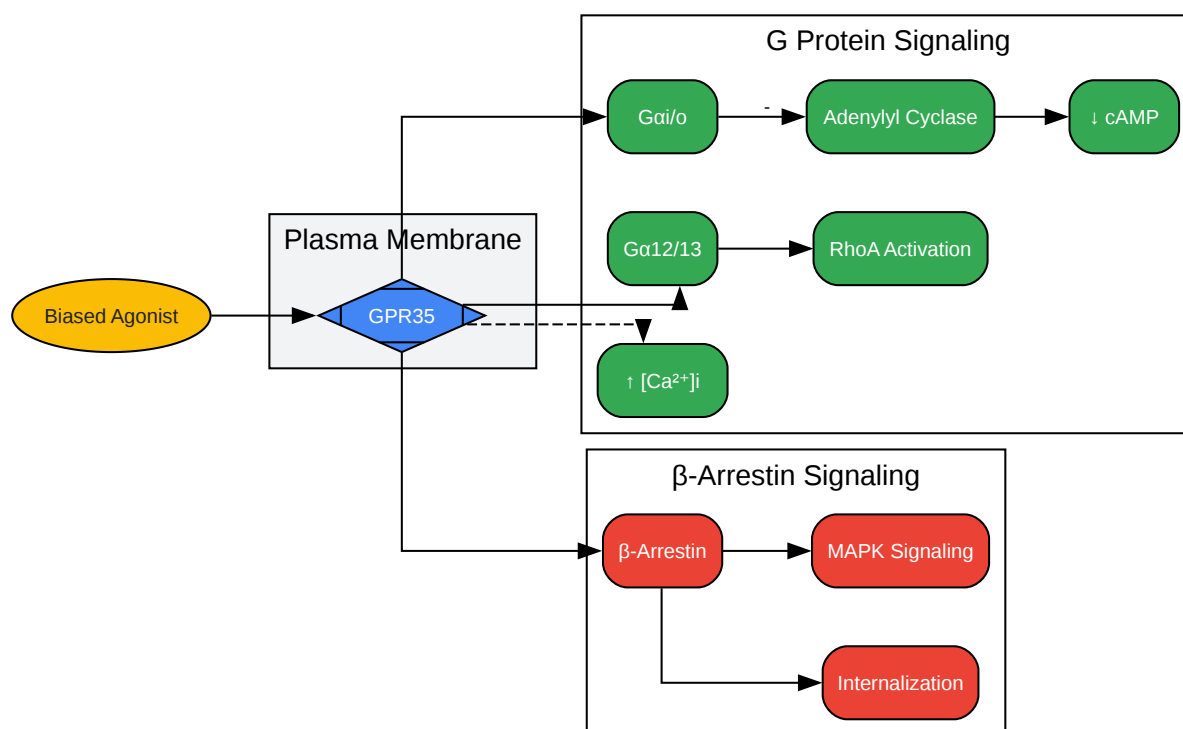 G Protein Signaling
Gαi/o
-
Adenylyl Cyclase
↓ cAMP
Plasma Membrane
Gα12/13
RhoA Activation
Biased Agonist
GPR35
↑ [Ca²⁺]i
β-Arrestin Signaling
β-Arrestin
MAPK Signaling
Internalization